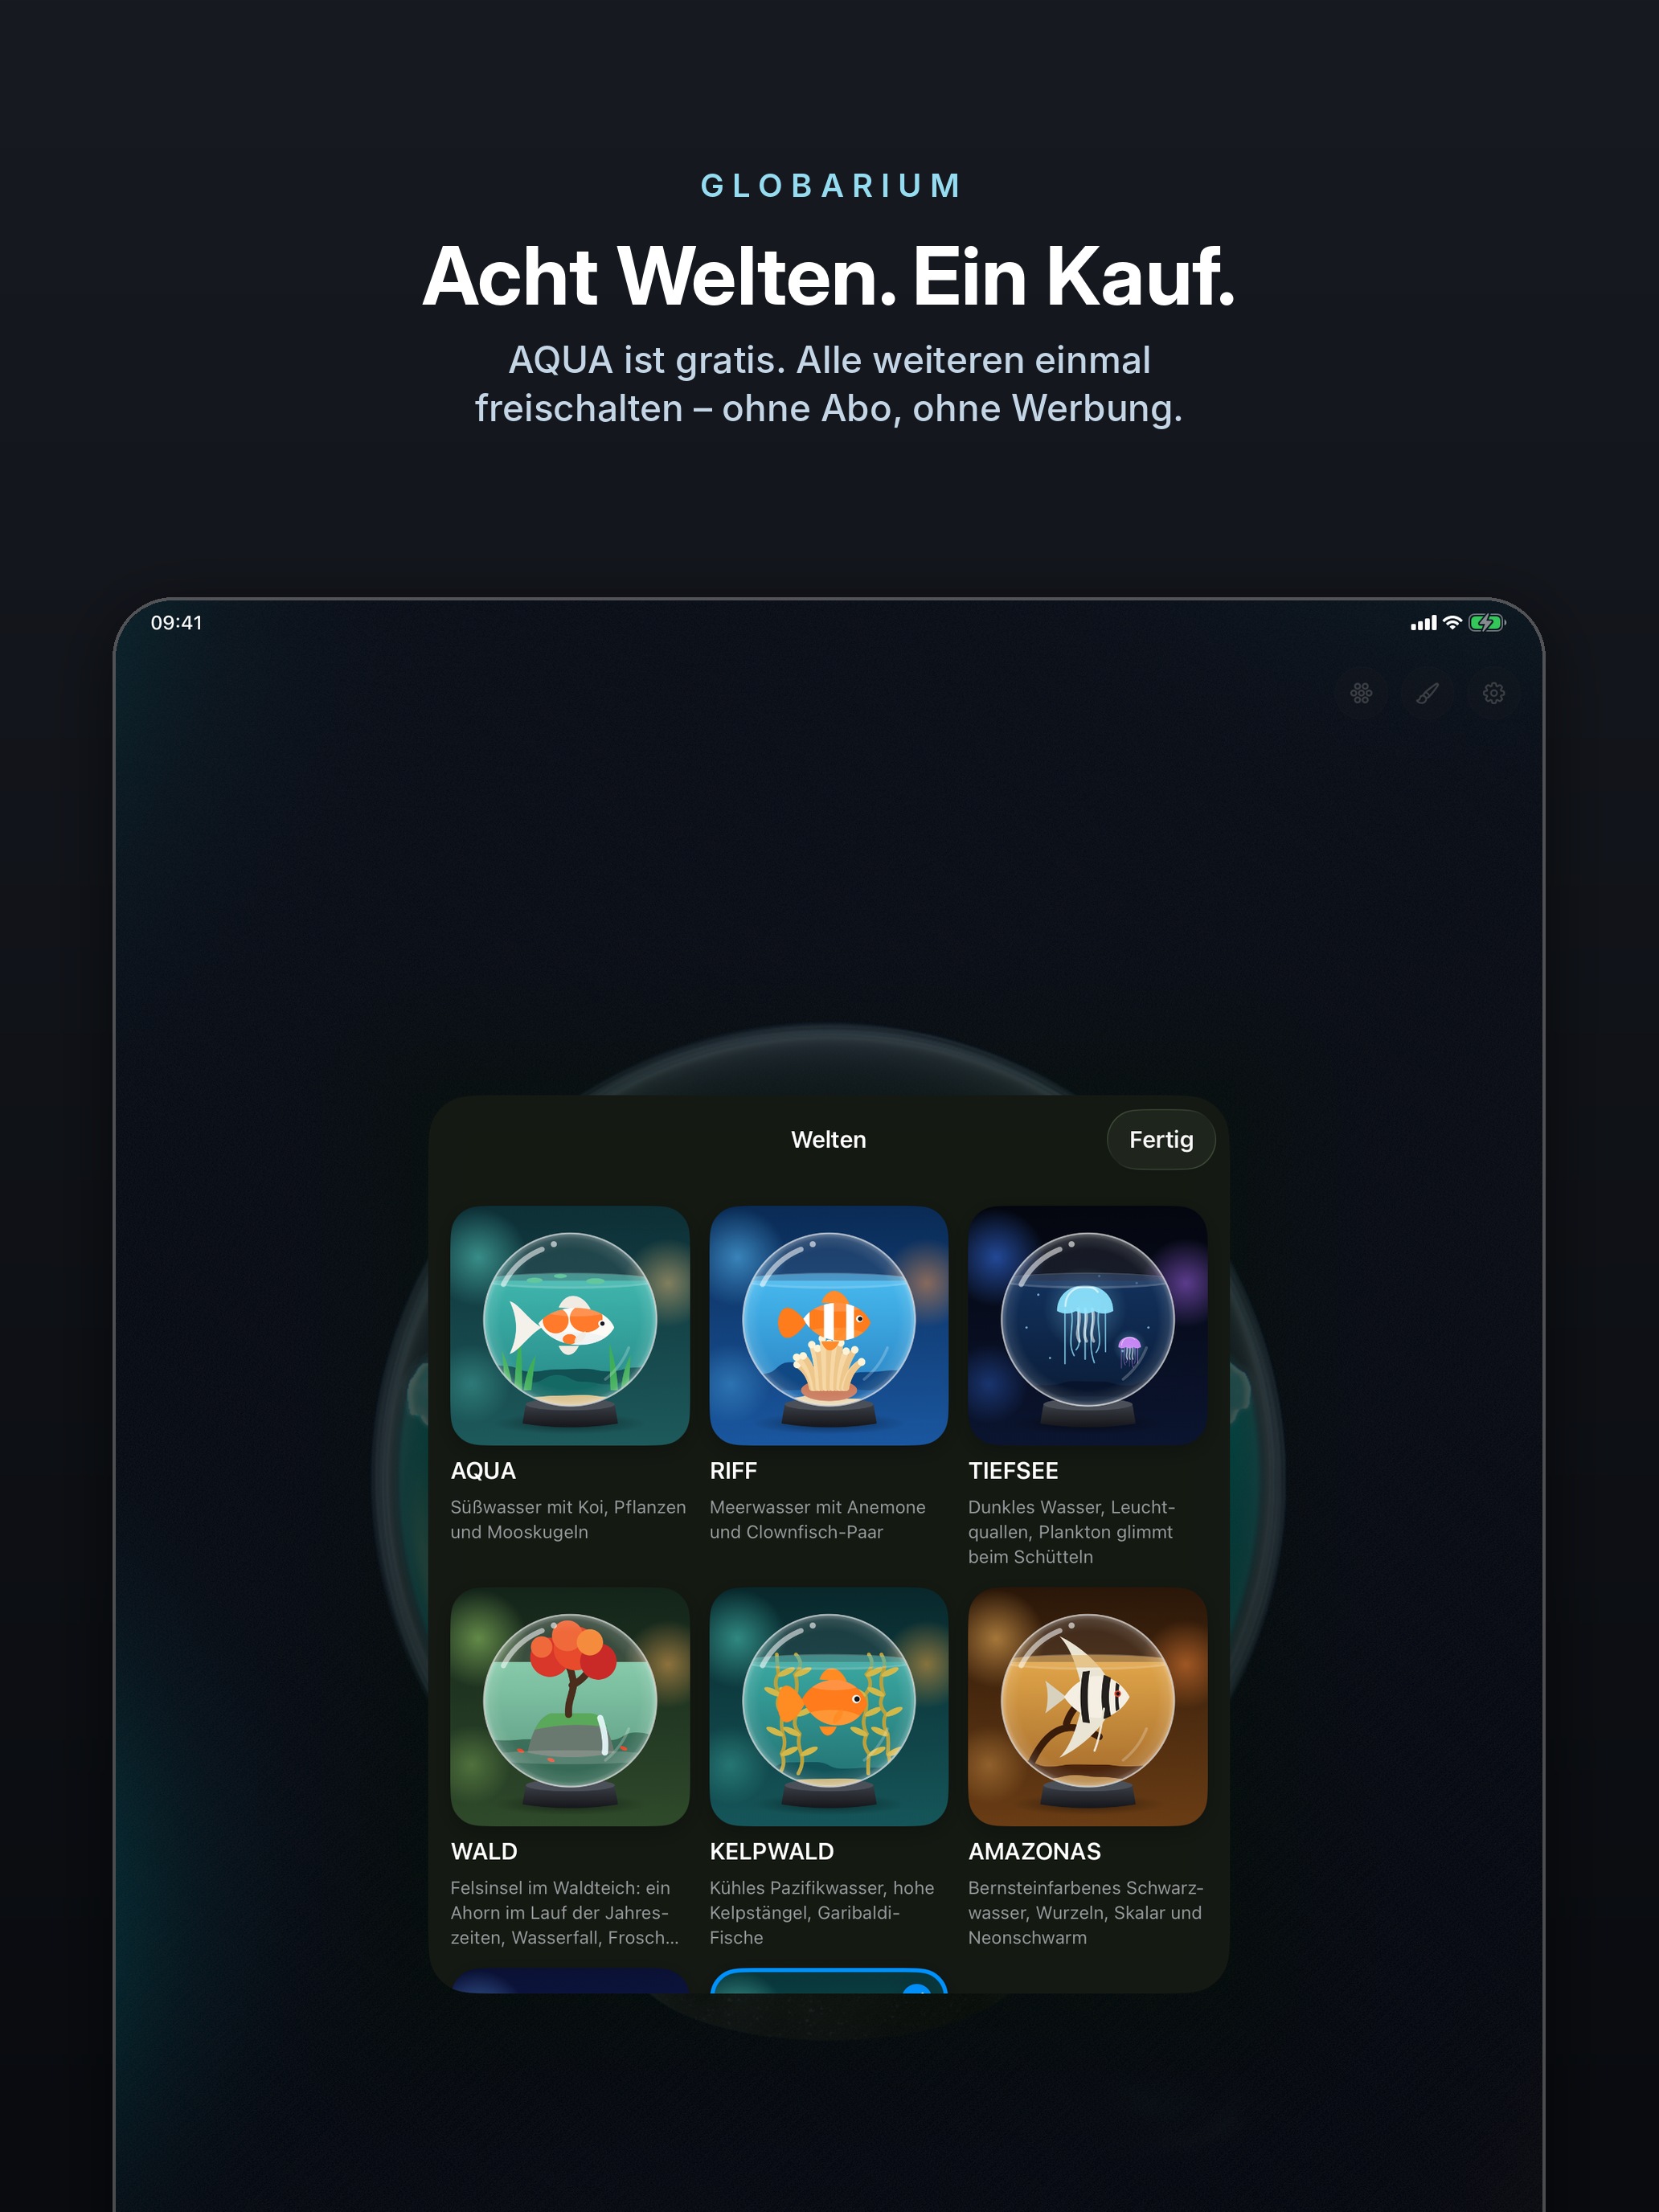 GLOBARIUM
Acht Welten. Ein Kauf.
AQUA ist gratis. Alle weiteren einmal
freischalten – ohne Abo, ohne Werbung.
09:41
Welten
Fertig
AQUA
Süßwasser mit Koi, Pflanzen
und Mooskugeln
RIFF
Meerwasser mit Anemone
und Clownfisch-Paar
TIEFSEE
Dunkles Wasser, Leucht-
quallen, Plankton glimmt
beim Schütteln
WALD
Felsinsel im Waldteich: ein
Ahorn im Lauf der Jahres-
zeiten, Wasserfall, Frosch...
KELPWALD
Kühles Pazifikwasser, hohe
Kelpstängel, Garibaldi-
Fische
AMAZONAS
Bernsteinfarbenes Schwarz-
wasser, Wurzeln, Skalar und
Neonschwarm